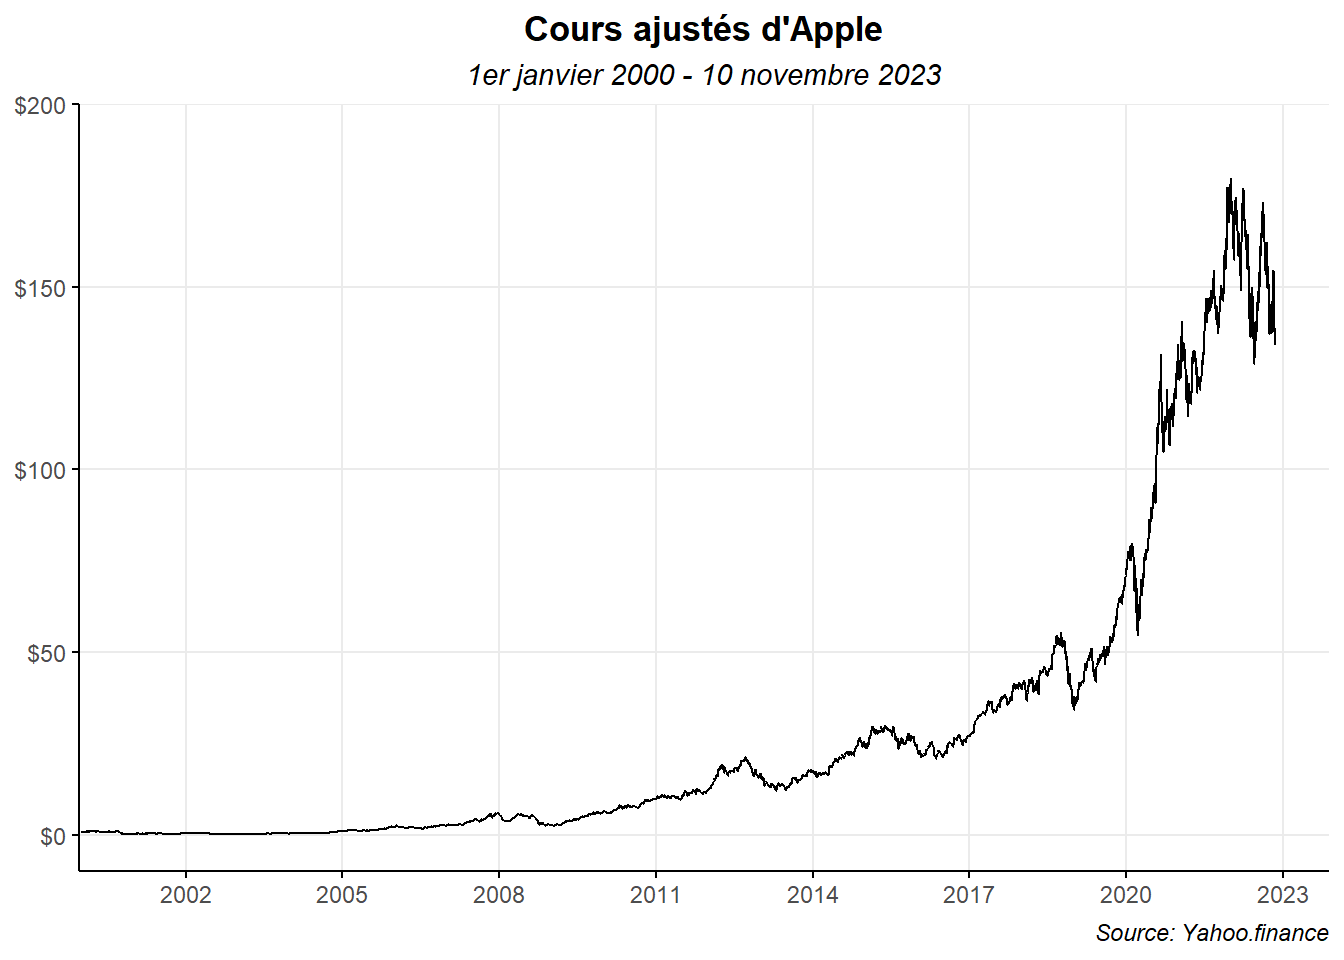 Cours ajustés d'Apple
1er janvier 2000 - 10 novembre 2023
$200
$150
$100
$50
$0
2002 2005 2008 2011 2014 2017 2020 2023
Source: Yahoo.finance